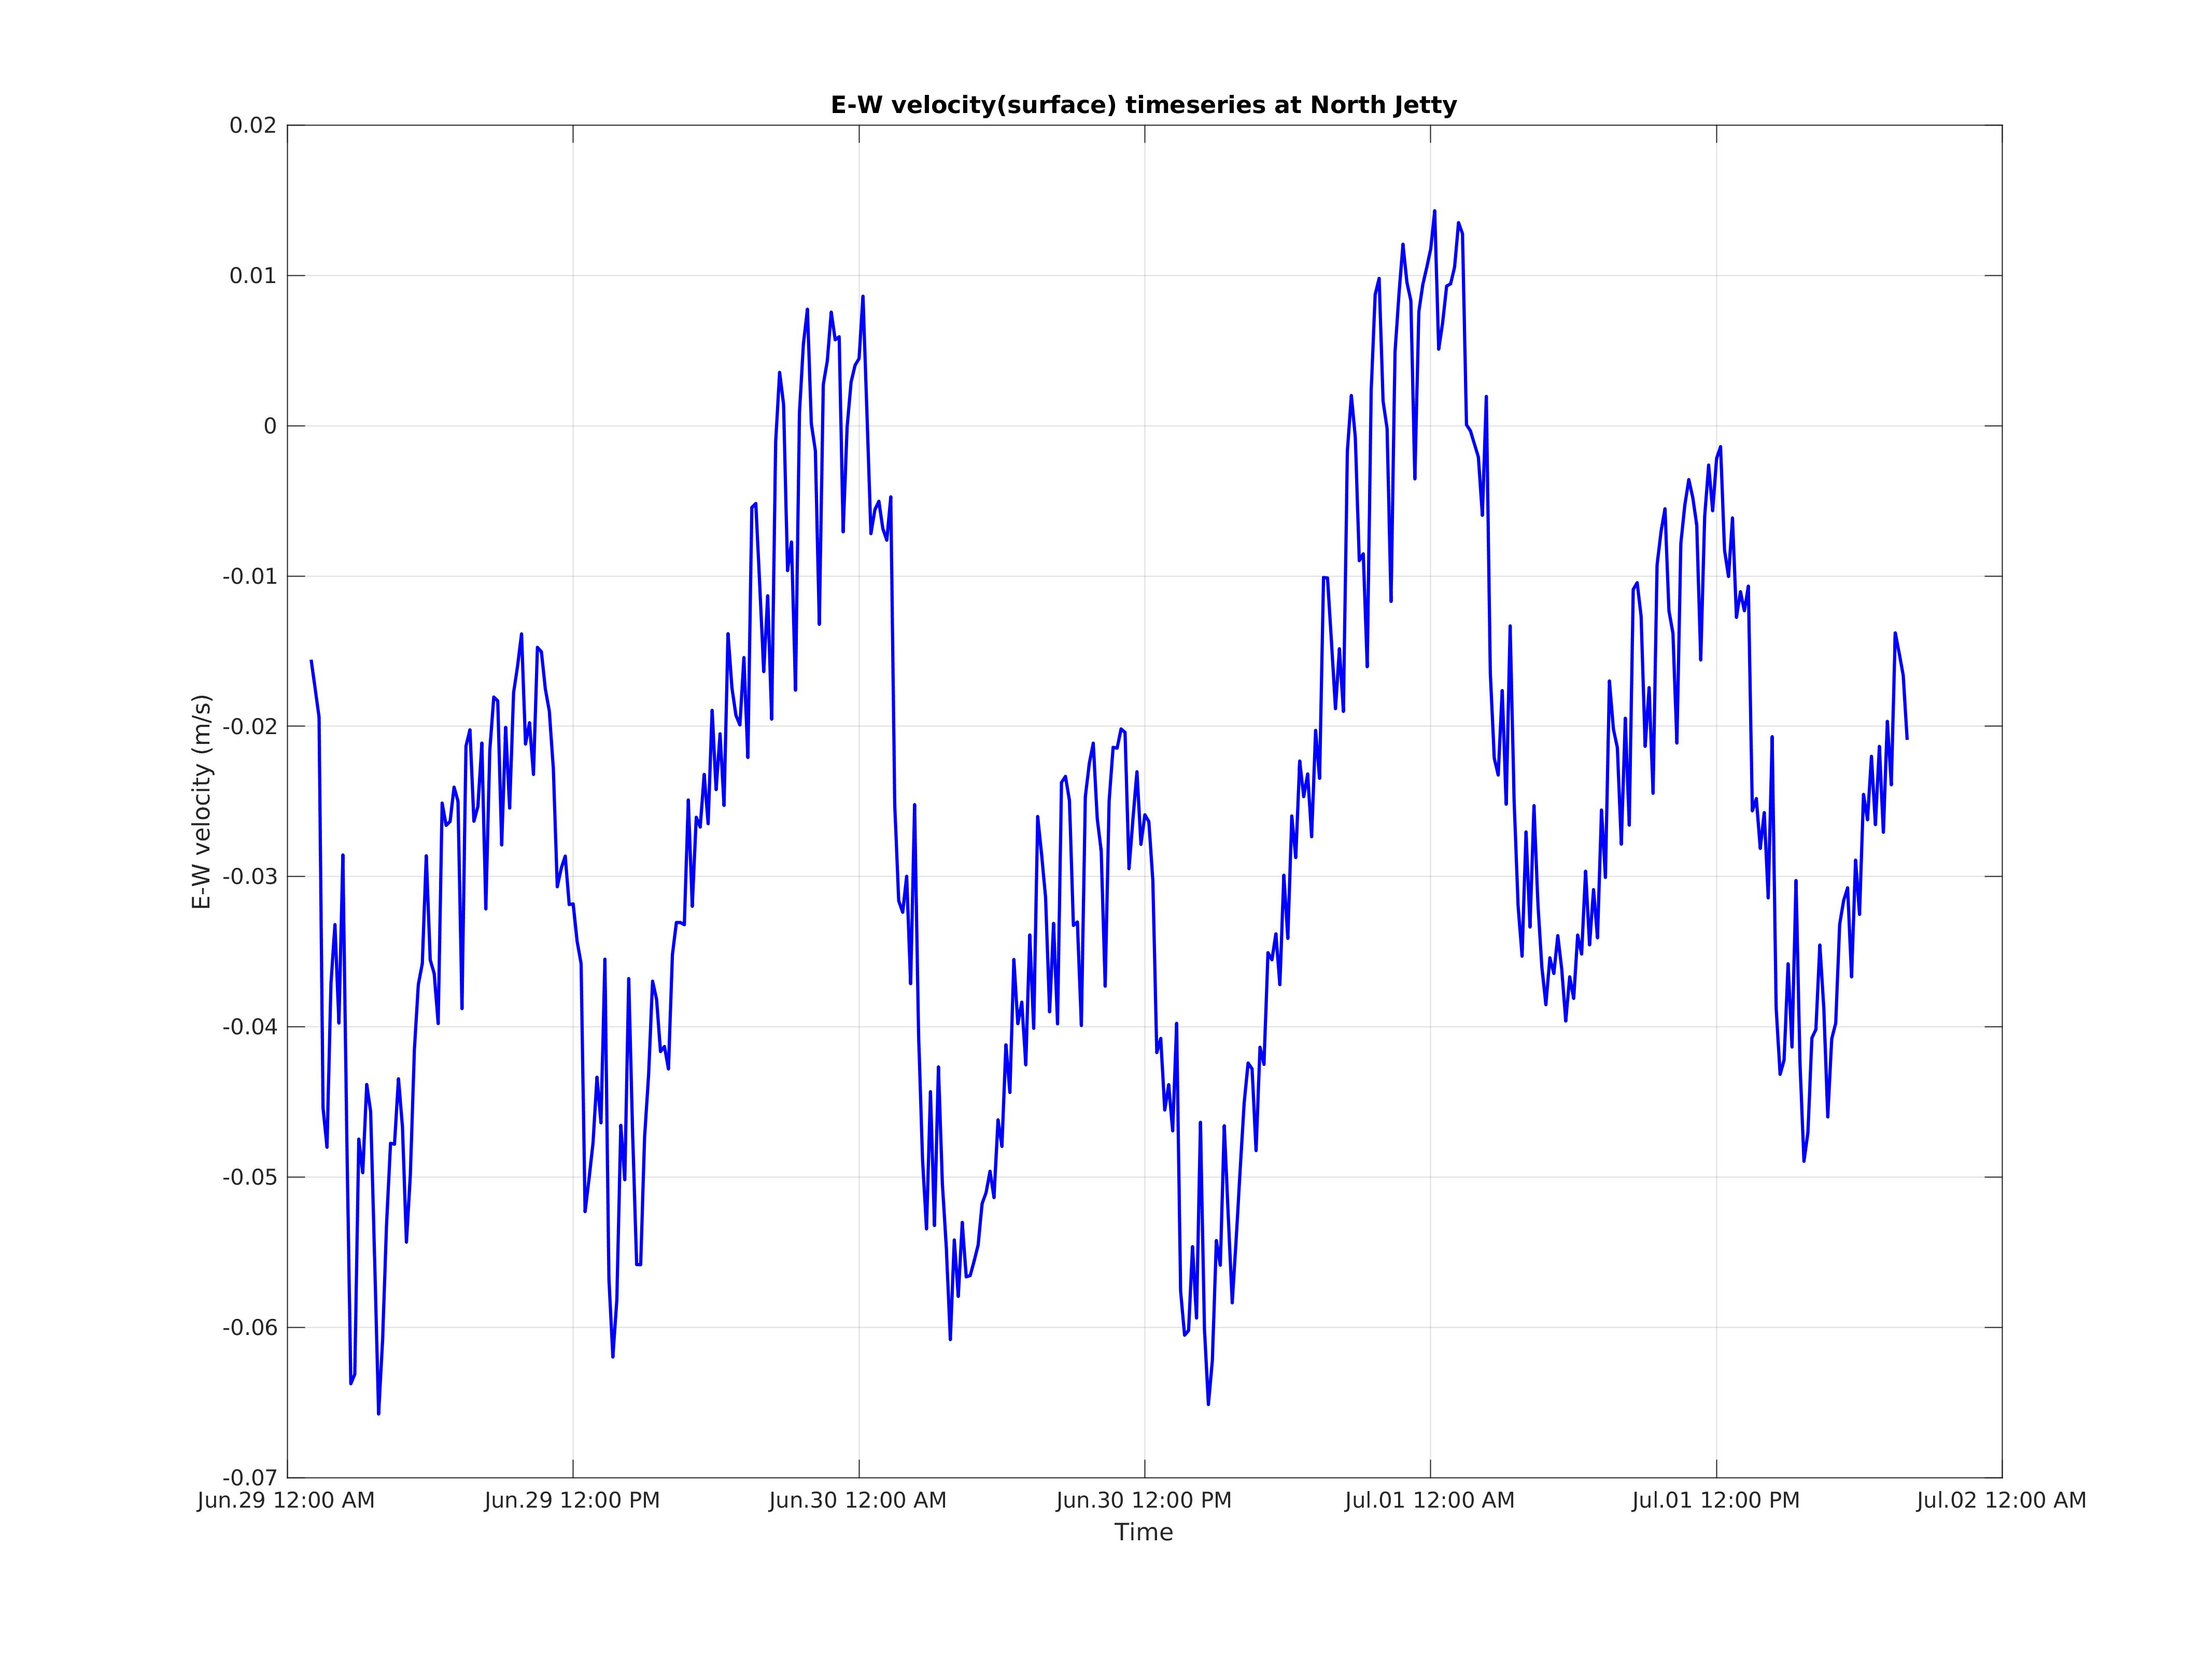 E-W velocity(surface) timeseries at North Jetty
0.02
0.01
0
-0.01
-0.02
-0.03
-0.04
-0.05
-0.06
-0.07
E-W velocity (m/s)
Jun.29 12:00 AM Jun.29 12:00 PM Jun.30 12:00 AM Jun.30 12:00 PM Jul.01 12:00 AM Jul.01 12:00 PM Jul.02 12:00 AM
Time